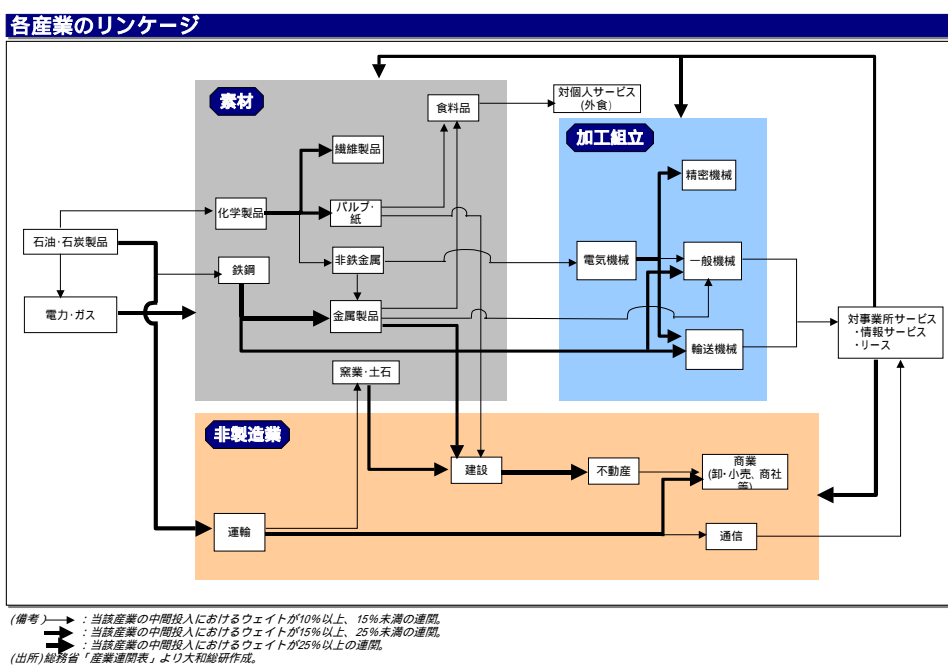 各産業のリンケージ
素材
食料品
対個人サービス
(外食)
加工組立
繊維製品
精密機械
化学製品
パルプ・
紙
石油・石炭製品
鉄鋼
非鉄金属
電気機械
一般機械
電力・ガス
金属製品
対事業所サービス
・情報サービス
・リース
輸送機械
窯業・土石
非製造業
建設
不動産
商業
(卸・小売、商社
等)
運輸
通信
(備考) ：当該産業の中間投入におけるウェイトが10%以上、15%未満の連関。
：当該産業の中間投入におけるウェイトが15%以上、25%未満の連関。
：当該産業の中間投入におけるウェイトが25%以上の連関。
(出所)総務省「産業連関表」より大和総研作成。